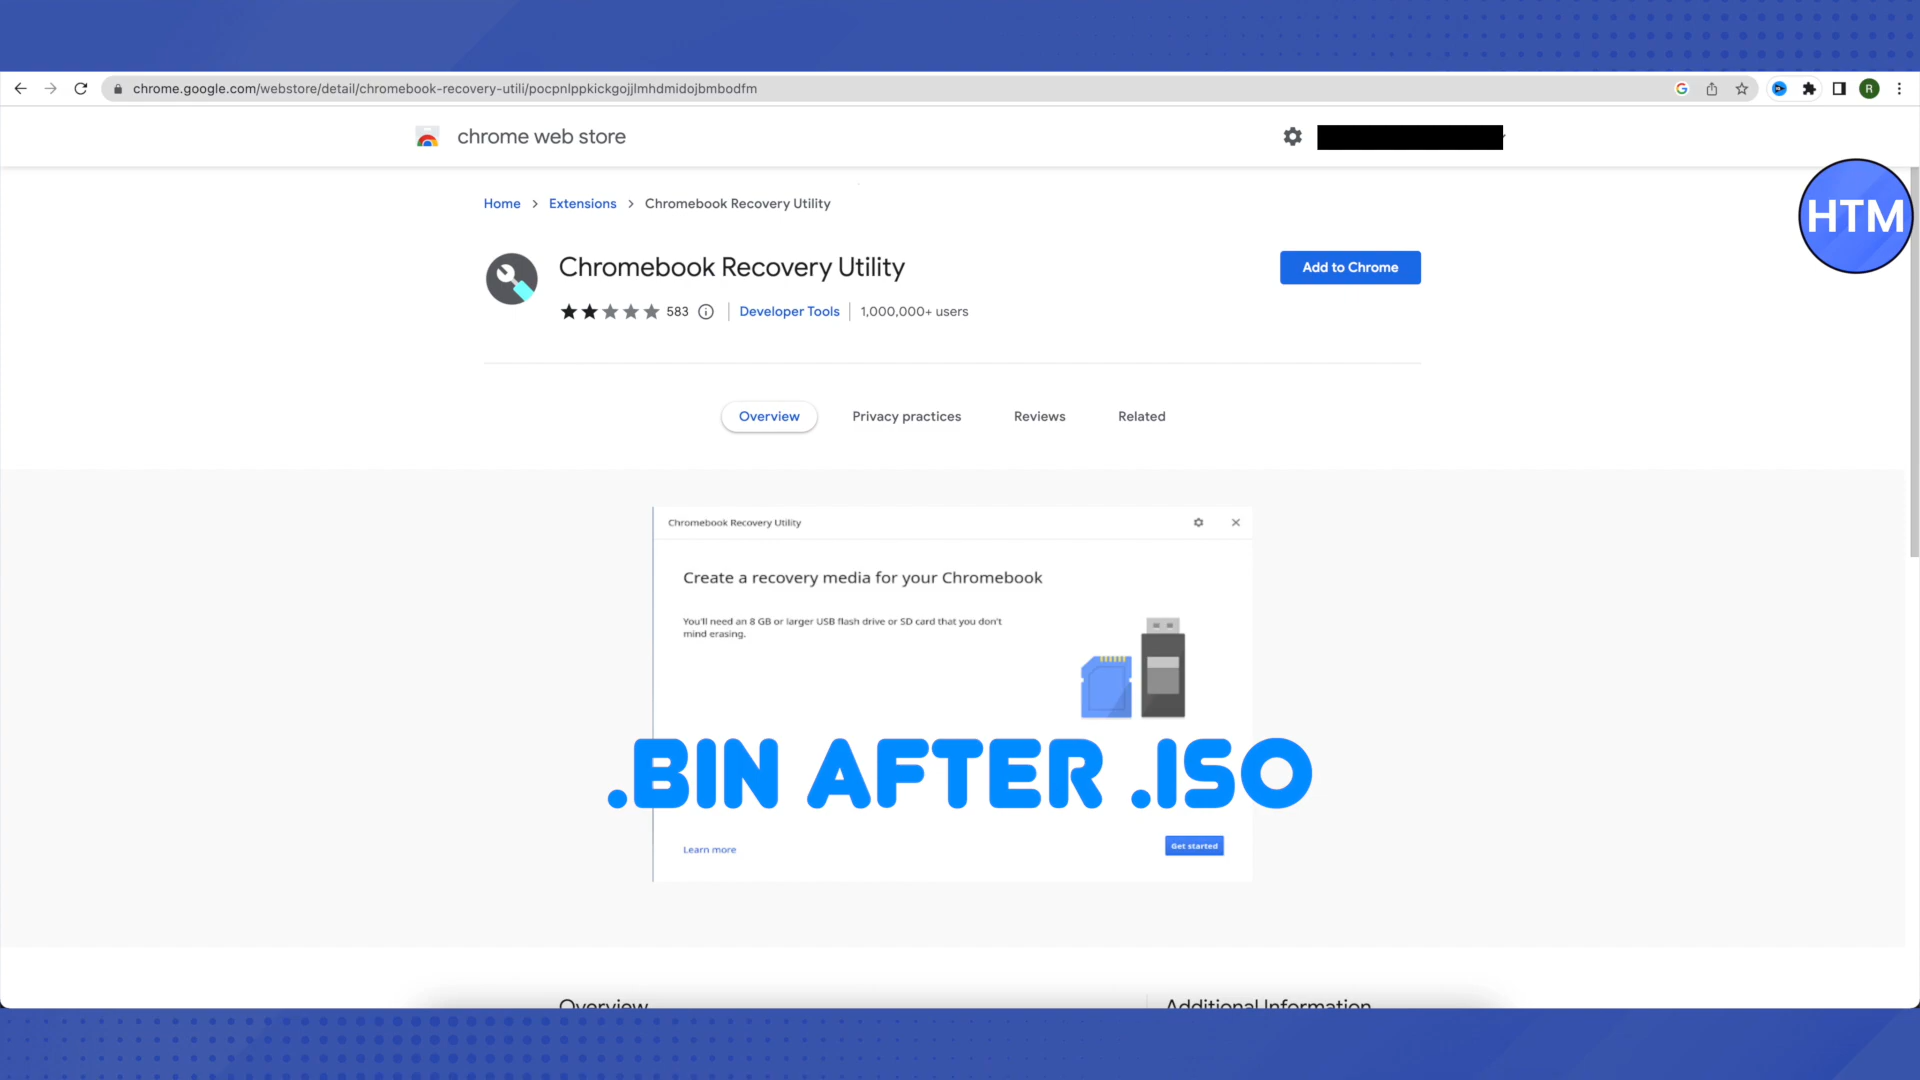 chrome.google.com/webstore/detail/chromebook-recovery-utili/pocpnlppkickgojjlmhdmidojbmbodfm
G
R
chrome web store
HTM
Home > Extensions > Chromebook Recovery Utility
Chromebook Recovery Utility
Add to Chrome
583 | Developer Tools | 1,000,000+ users
Overview Privacy practices Reviews Related
Chromebook Recovery Utility
Create a recovery media for your Chromebook
You'll need an 8 GB or larger USB flash drive or SD card that you don't
mind erasing.
.BIN AFTER .ISO
Learn more
Get started
Overview
Additional Information